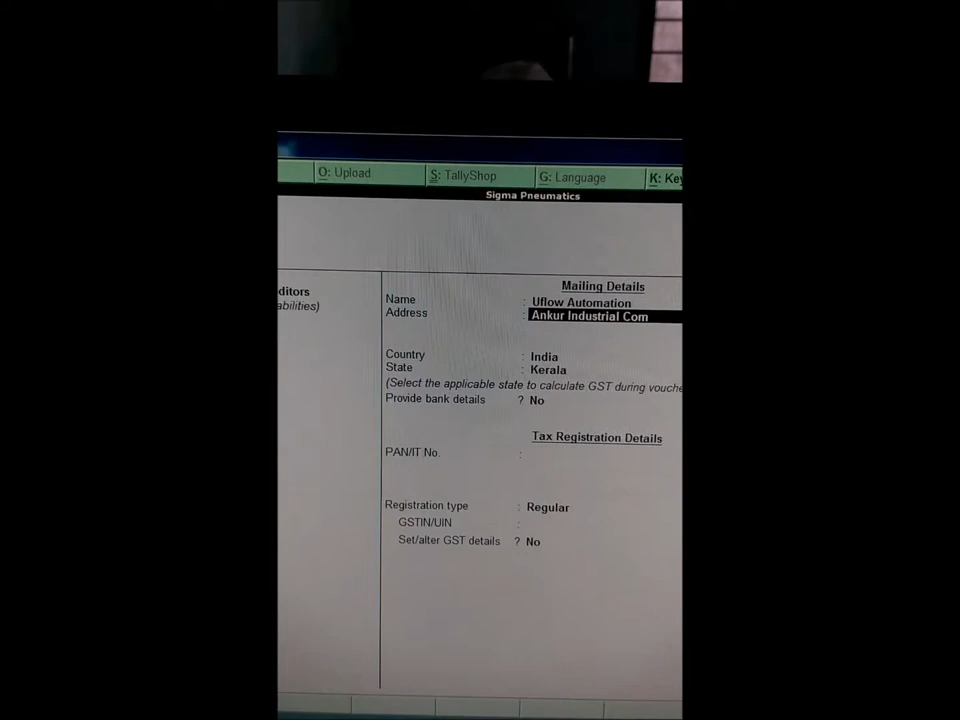 O: Upload
S: TallyShop
G: Language
K: Key
Sigma Pneumatics
ditors
abilities)
Mailing Details
Name : Uflow Automation
Address : Ankur Industrial Com
Country : India
State : Kerala
(Select the applicable state to calculate GST during vouche
Provide bank details ? No
Tax Registration Details
PAN/IT No. :
Registration type : Regular
GSTIN/UIN :
Set/alter GST details ? No